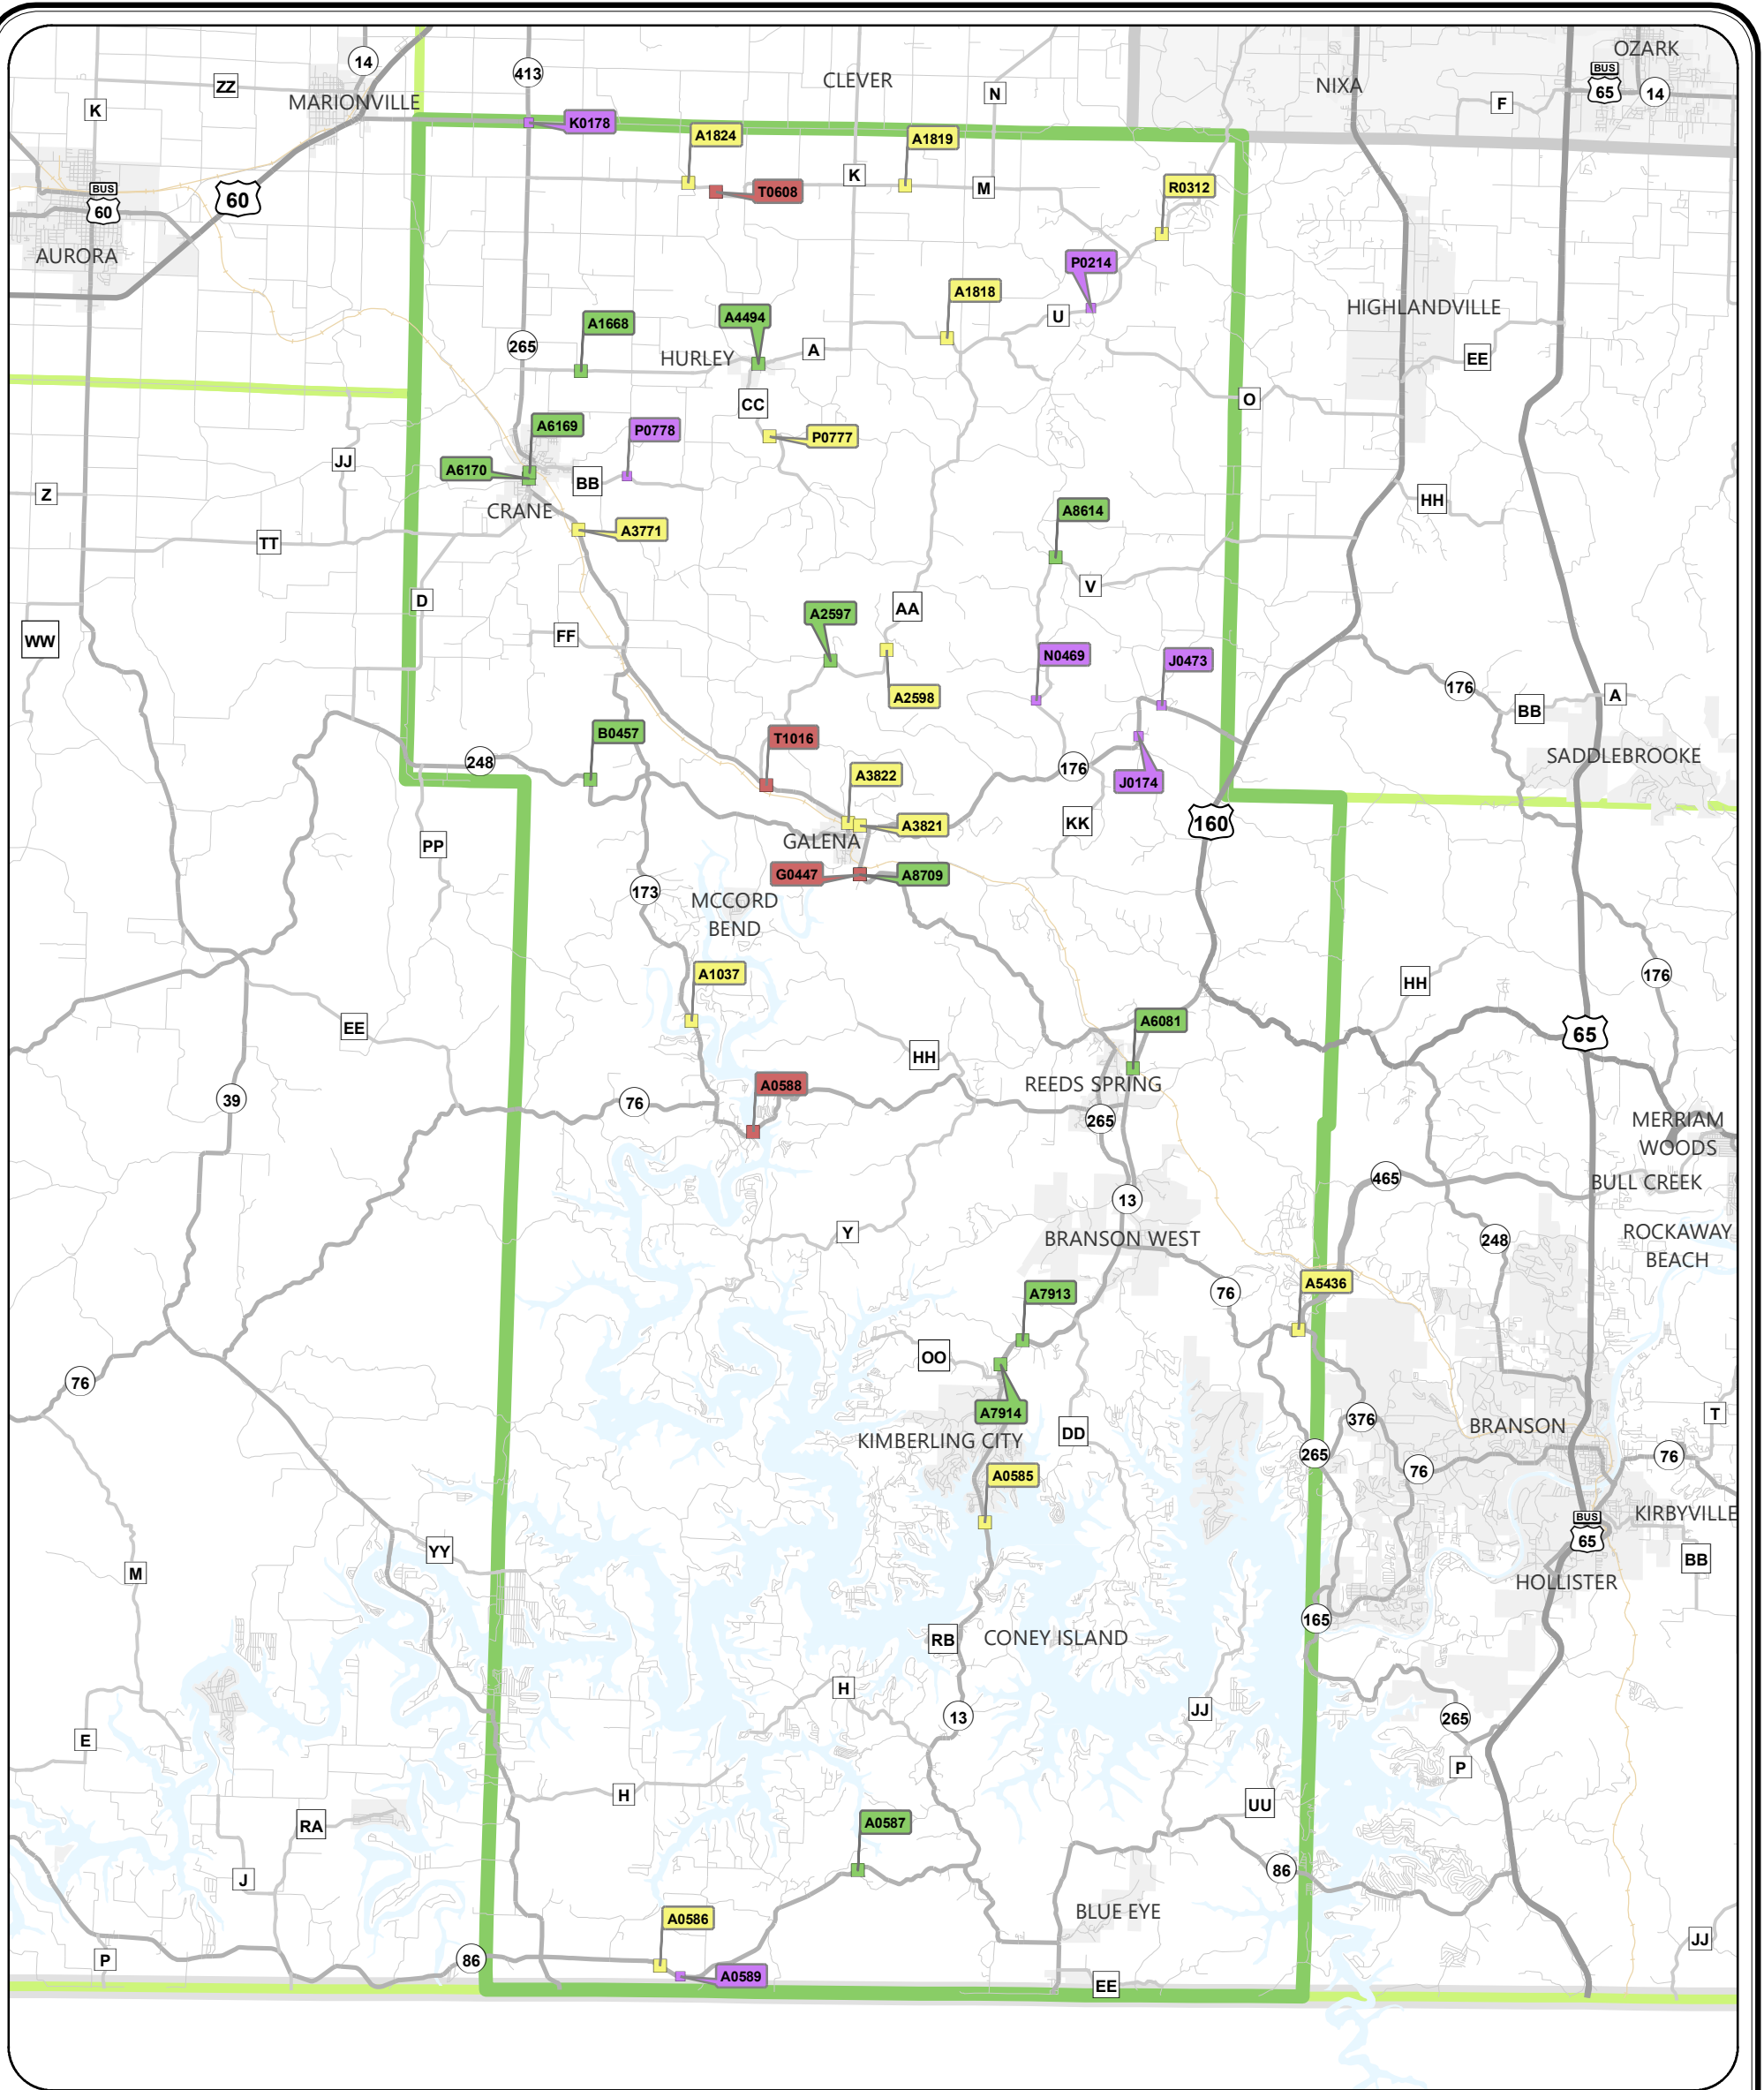 OZARK
14
413
CLEVER
BUS
ZZ
NIXA
65
14
MARIONVILLE
N
F
K
K0178
A1824
A1819
K
M
T0608
R0312
BUS
60
60
AURORA
P0214
A1818
HIGHLANDVILLE
A1668
A4494
U
265
HURLEY
A
EE
CC
O
A6169
P0778
P0777
JJ
A6170
BB
Z
HH
CRANE
A8614
A3771
TT
V
D
AA
A2597
WW
FF
N0469
J0473
176
A2598
A
BB
B0457
T1016
SADDLEBROOKE
248
176
A3822
J0174
KK
A3821
160
GALENA
PP
G0447
A8709
173
MCCORD
BEND
A1037
176
HH
A6081
EE
65
HH
A0588
REEDS SPRING
39
76
265
MERRIAM
WOODS
465
BULL CREEK
13
Y
ROCKAWAY
BEACH
BRANSON WEST
248
A5436
76
A7913
OO
76
A7914
376
T
BRANSON
DD
KIMBERLING CITY
265
76
76
A0585
KIRBYVILLE
BUS
65
YY
BB
M
HOLLISTER
165
RB
CONEY ISLAND
H
JJ
13
265
E
P
H
UU
RA
A0587
86
J
A0586
BLUE EYE
JJ
86
P
A0589
EE